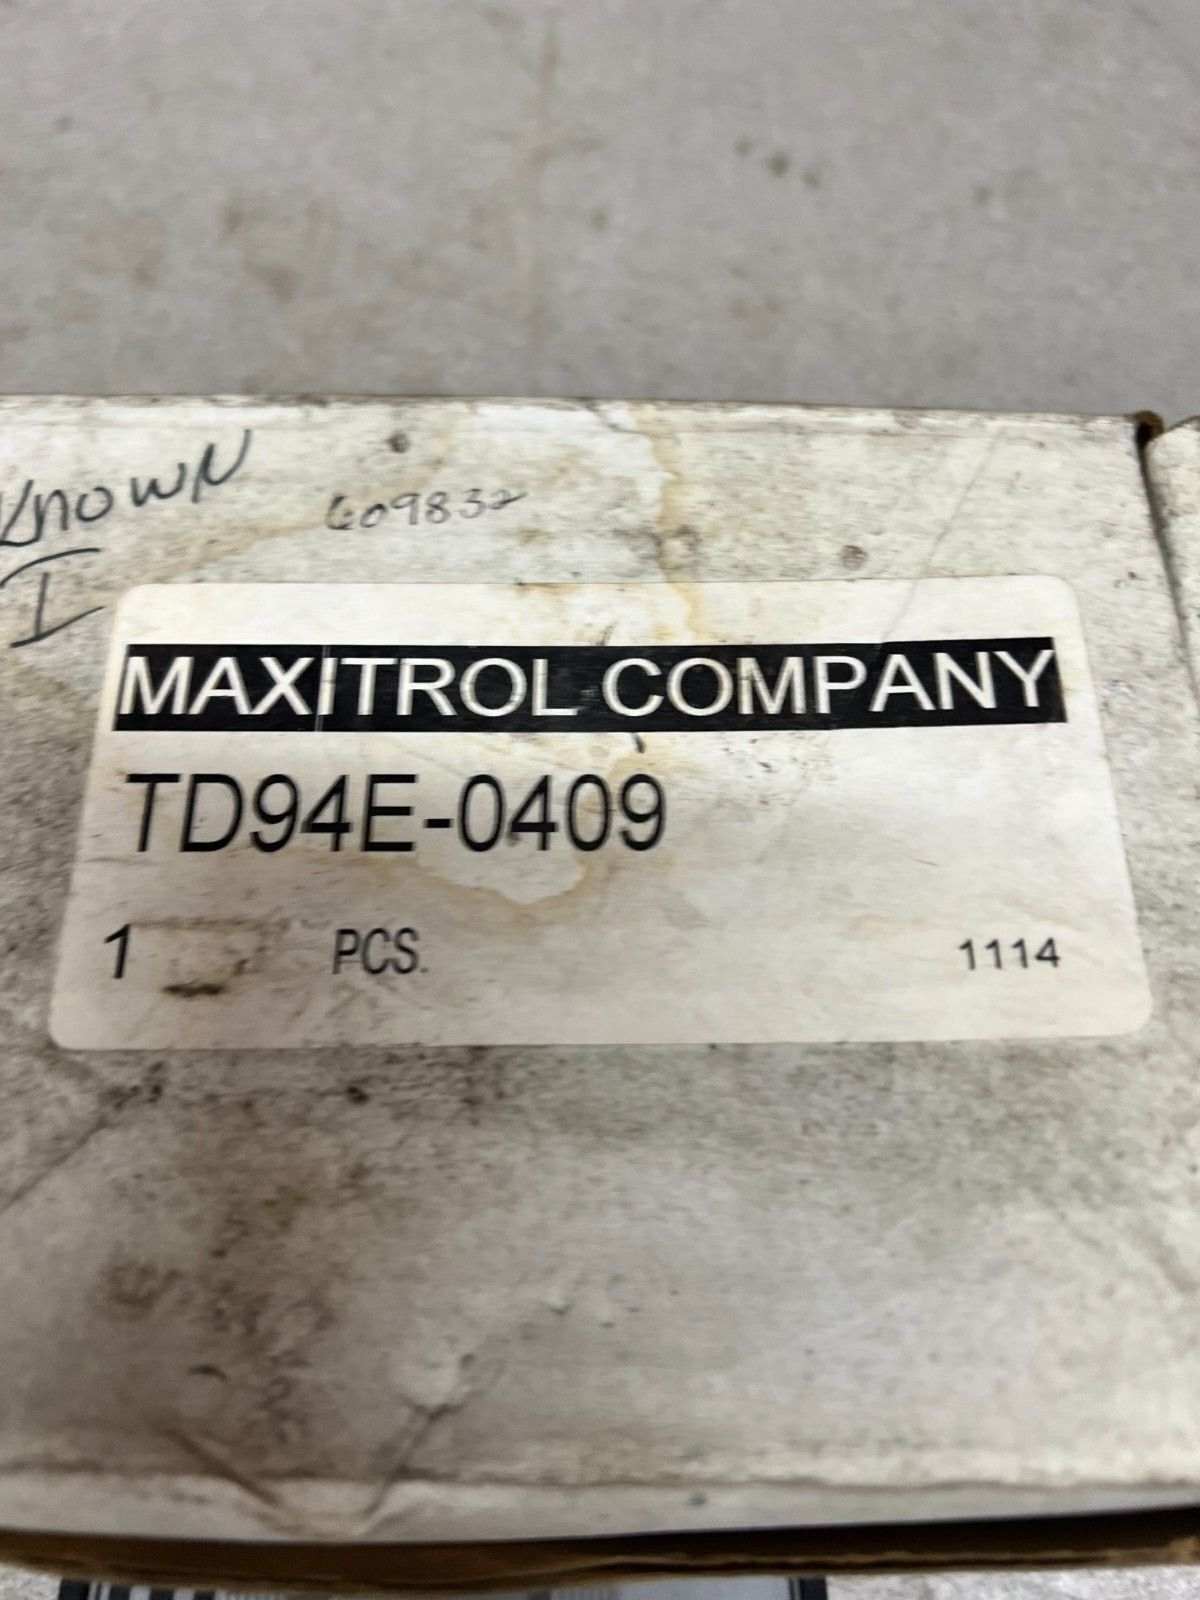 known
I
609832
MAXITROL COMPANY
TD94E-0409
1 PCS. 1114